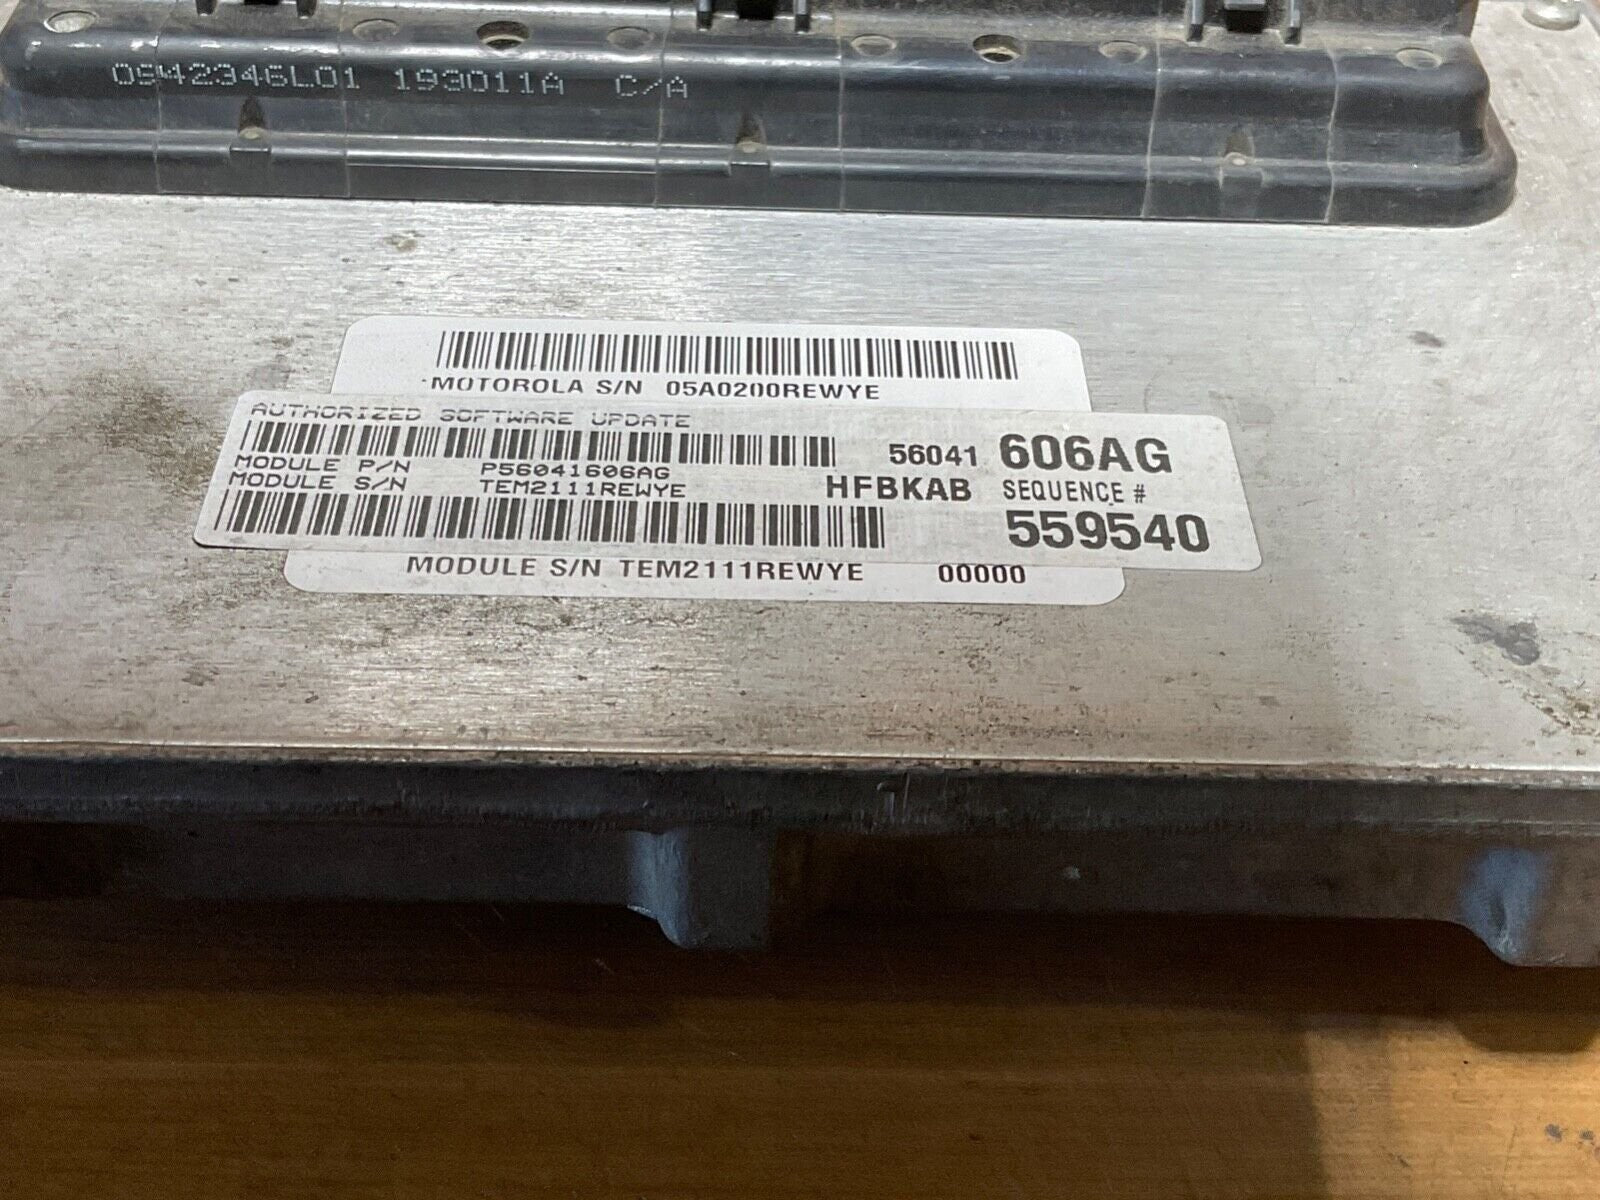 0942346L01 193011A C/A
MOTOROLA S/N 05A0200REWYE
AUTHORIZED SOFTWARE UPDATE
56041 606AG
MODULE P/N P56041606AG
MODULE S/N TEM2111REWYE
HFBKAB SEQUENCE #
559540
MODULE S/N TEM2111REWYE 00000